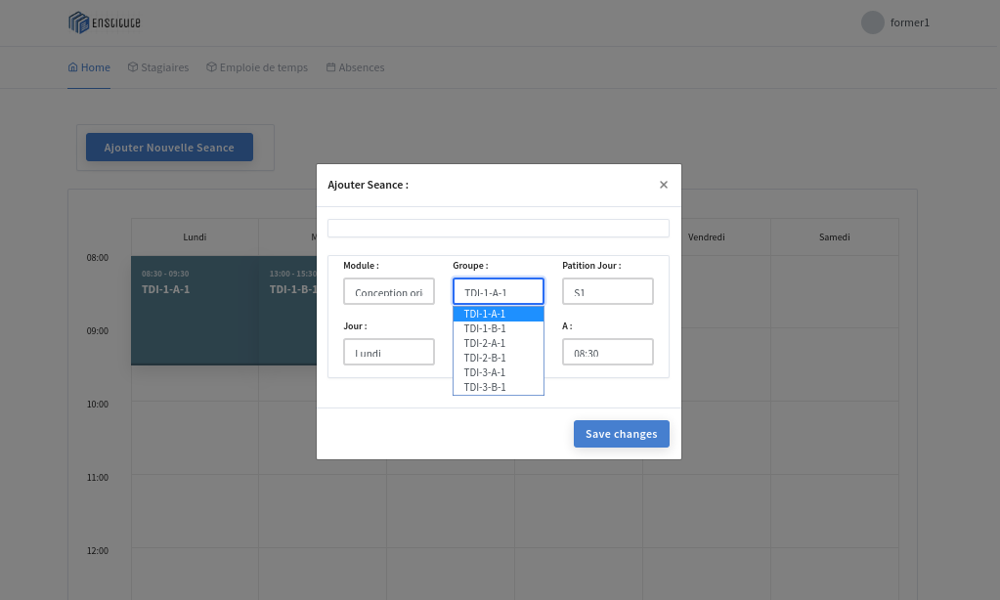 ENSTITUTE
former1
Home
Stagiaires
Emploie de temps
Absences
Ajouter Nouvelle Seance
Ajouter Seance :
×
Lundi
M
Vendredi
Samedi
08:00
08:30 - 09:30
TDI-1-A-1
13:00 - 15:30
TDI-1-B-1
Module :
Groupe :
Patition Jour :
Conception ori
TDI-1-A-1
S1
TDI-1-A-1
TDI-1-B-1
TDI-2-A-1
TDI-2-B-1
TDI-3-A-1
TDI-3-B-1
Jour :
A :
Lundi
08:30
09:00
10:00
Save changes
11:00
12:00